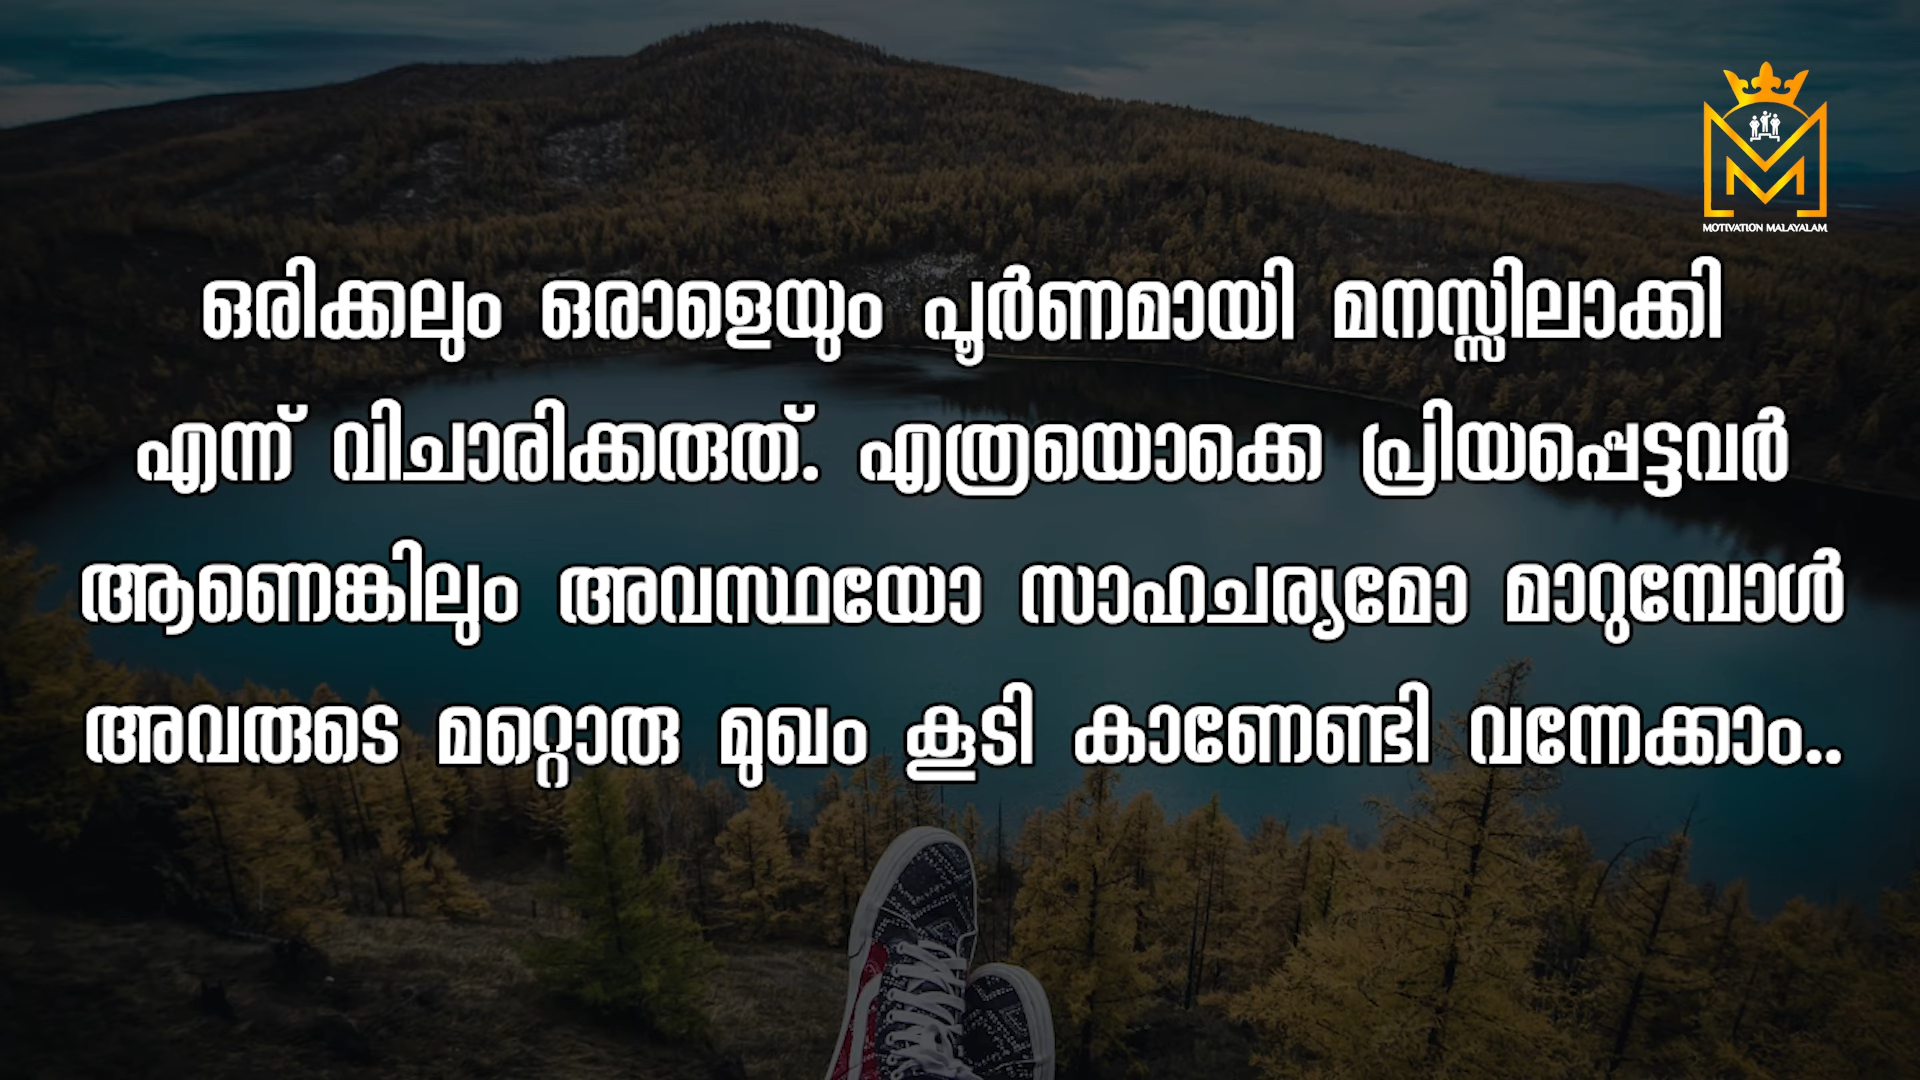 MOTIVATION MALAYALAM
ഒരിക്കലും ഒരാളെയും പൂർണമായി മനസ്സിലാക്കി
എന്ന് വിചാരിക്കരുത്. എത്രയൊക്കെ പ്രിയപ്പെട്ടവർ
ആണെങ്കിലും അവസ്ഥയോ സാഹചര്യമോ മാറുമ്പോൾ
അവരുടെ മറ്റൊരു മുഖം കൂടി കാണേണ്ടി വന്നേക്കാം..